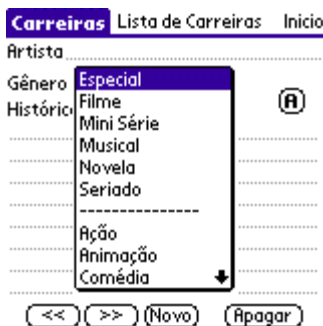 Carreiras Lista de Carreiras Inicio
Artista
Gênero Especial
Históric Filme
Mini Série
Musical
Novela
Seriado
---------------
Ação
Animação
Comédia
A
<< >> Novo Apagar